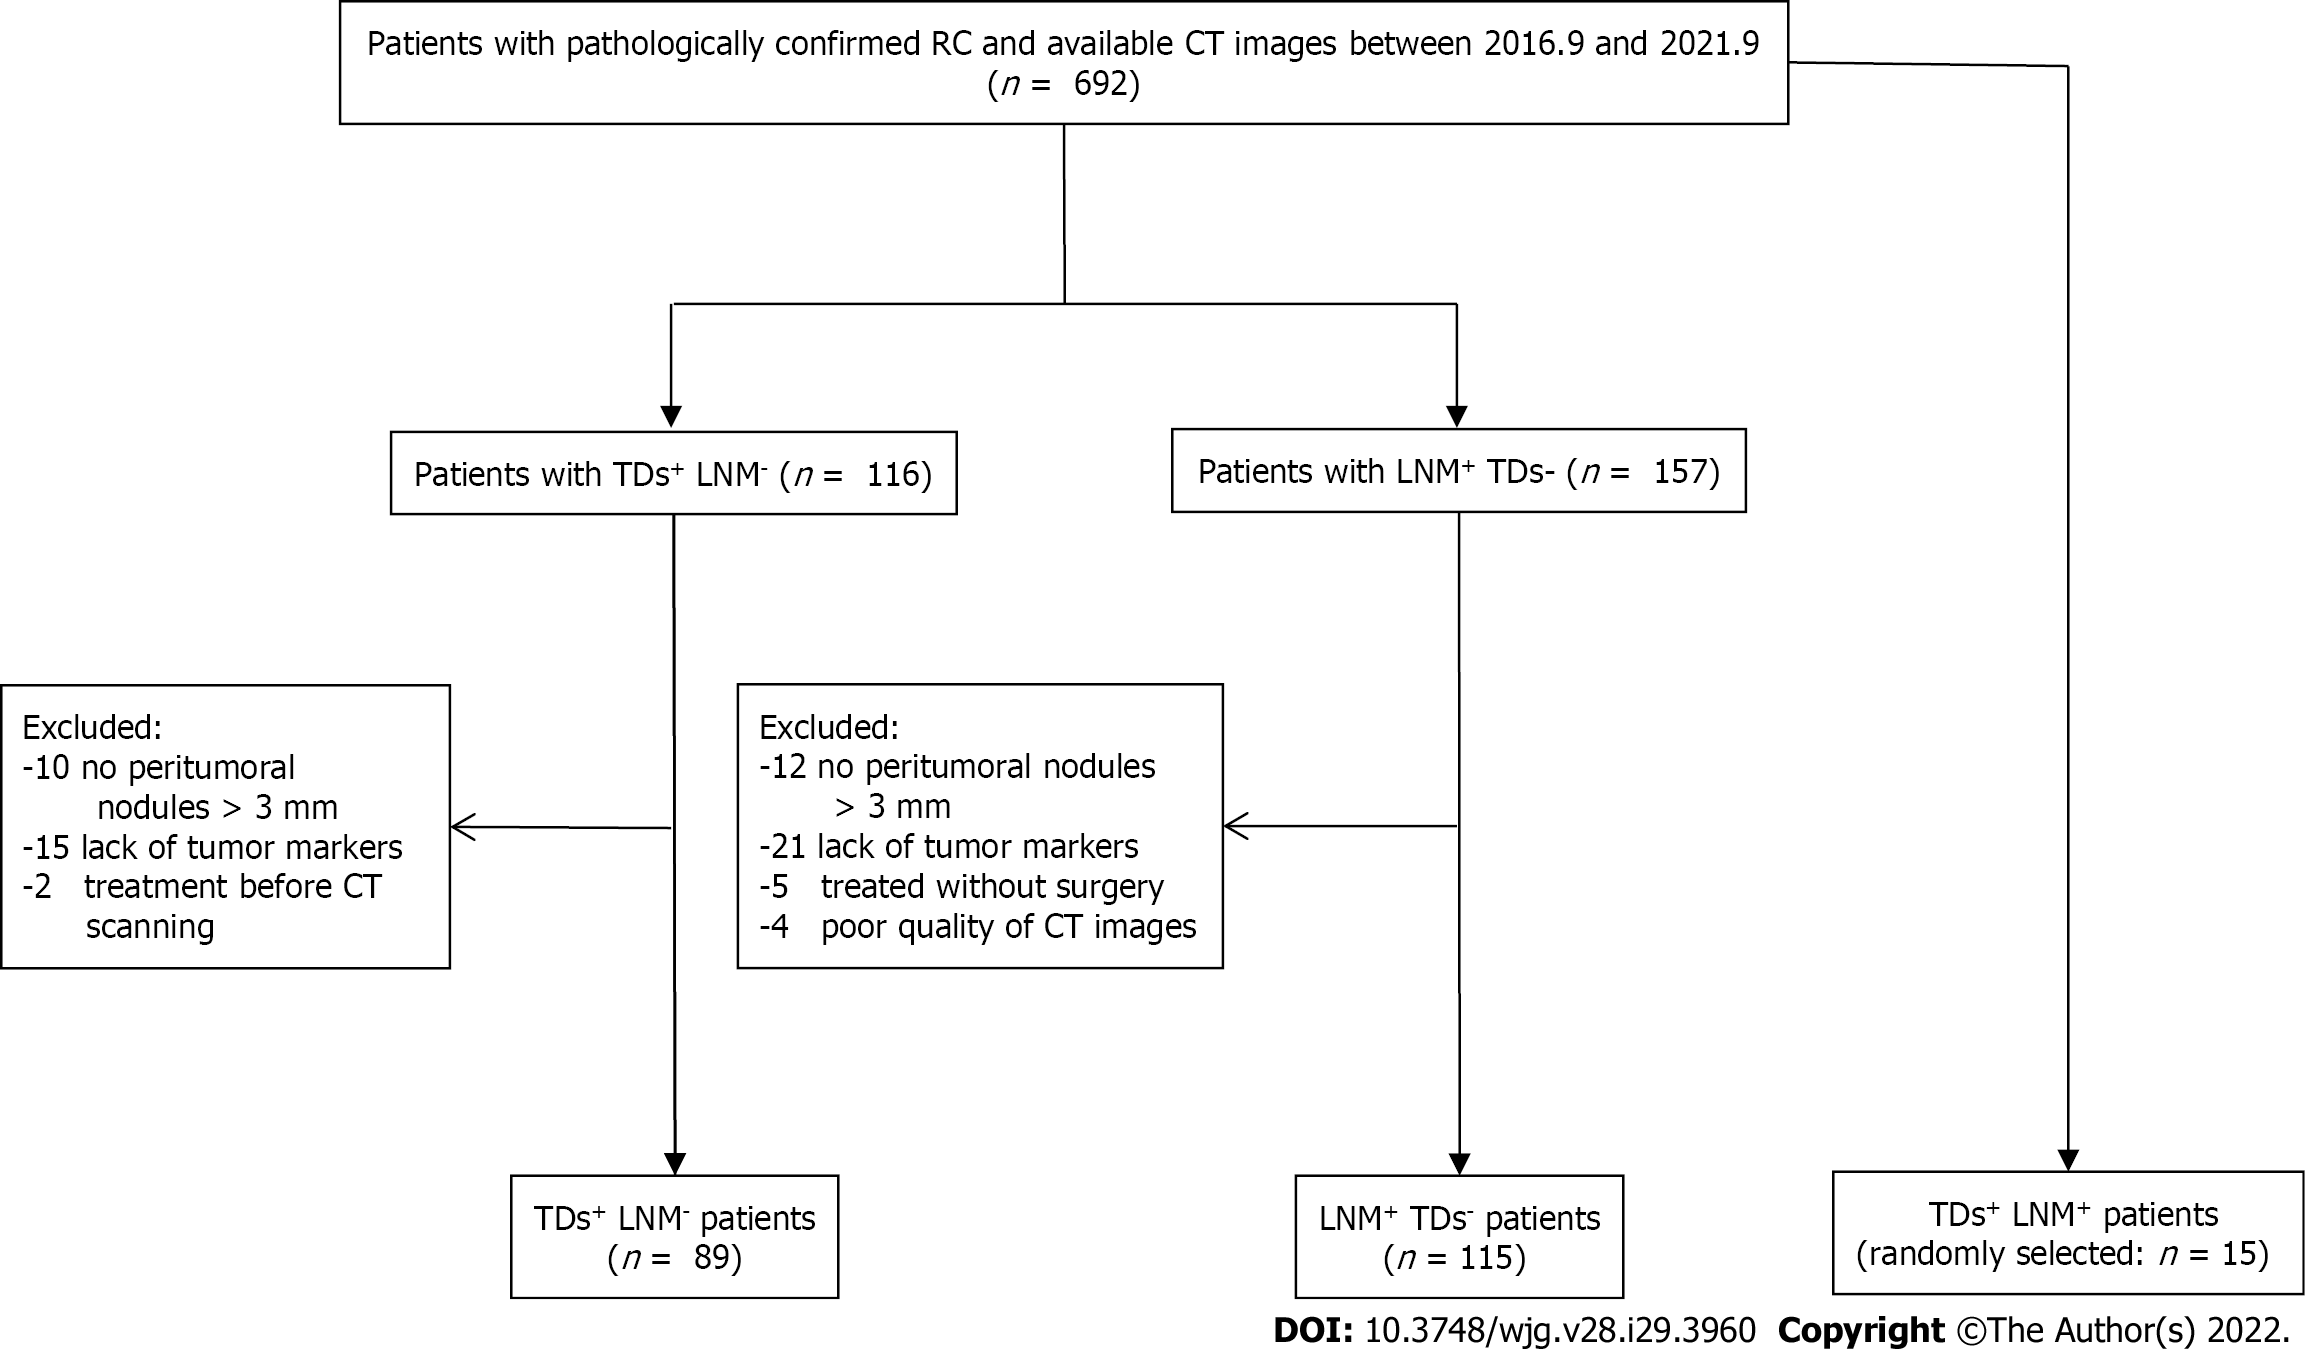 Patients with pathologically confirmed RC and available CT images between 2016.9 and 2021.9
(n = 692)
Patients with TDs⁺ LNM⁻ (n = 116)
Patients with LNM⁺ TDs- (n = 157)
Excluded:
-10 no peritumoral
nodules > 3 mm
-15 lack of tumor markers
-2 treatment before CT
scanning
Excluded:
-12 no peritumoral nodules
> 3 mm
-21 lack of tumor markers
-5 treated without surgery
-4 poor quality of CT images
TDs⁺ LNM⁻ patients
(n = 89)
LNM⁺ TDs⁻ patients
(n = 115)
TDs⁺ LNM⁺ patients
(randomly selected: n = 15)
DOI: 10.3748/wjg.v28.i29.3960 Copyright ©The Author(s) 2022.